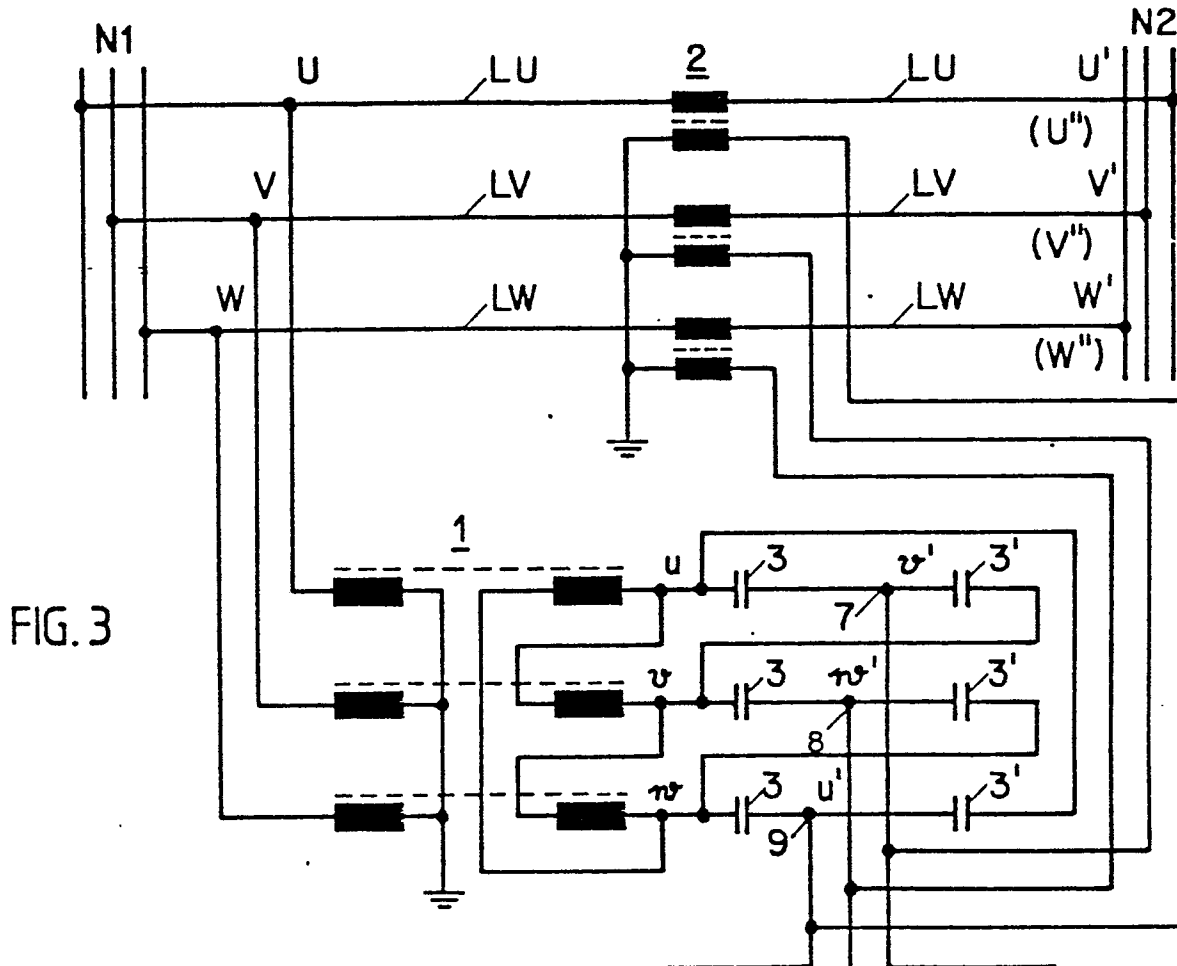 N1 N2
U LU 2 LU U'
(U")
V LV LV V'
(V")
W LW LW W'
(W")
1
u 3 v' 3'
7
FIG. 3
v 3 w' 3'
8
w 3 u' 3'
9